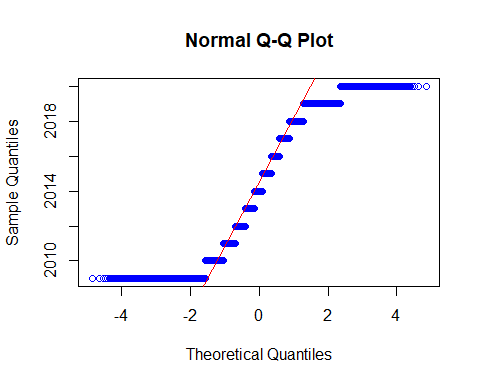 Normal Q-Q Plot
Sample Quantiles
2018
2014
2010
-4 -2 0 2 4
Theoretical Quantiles